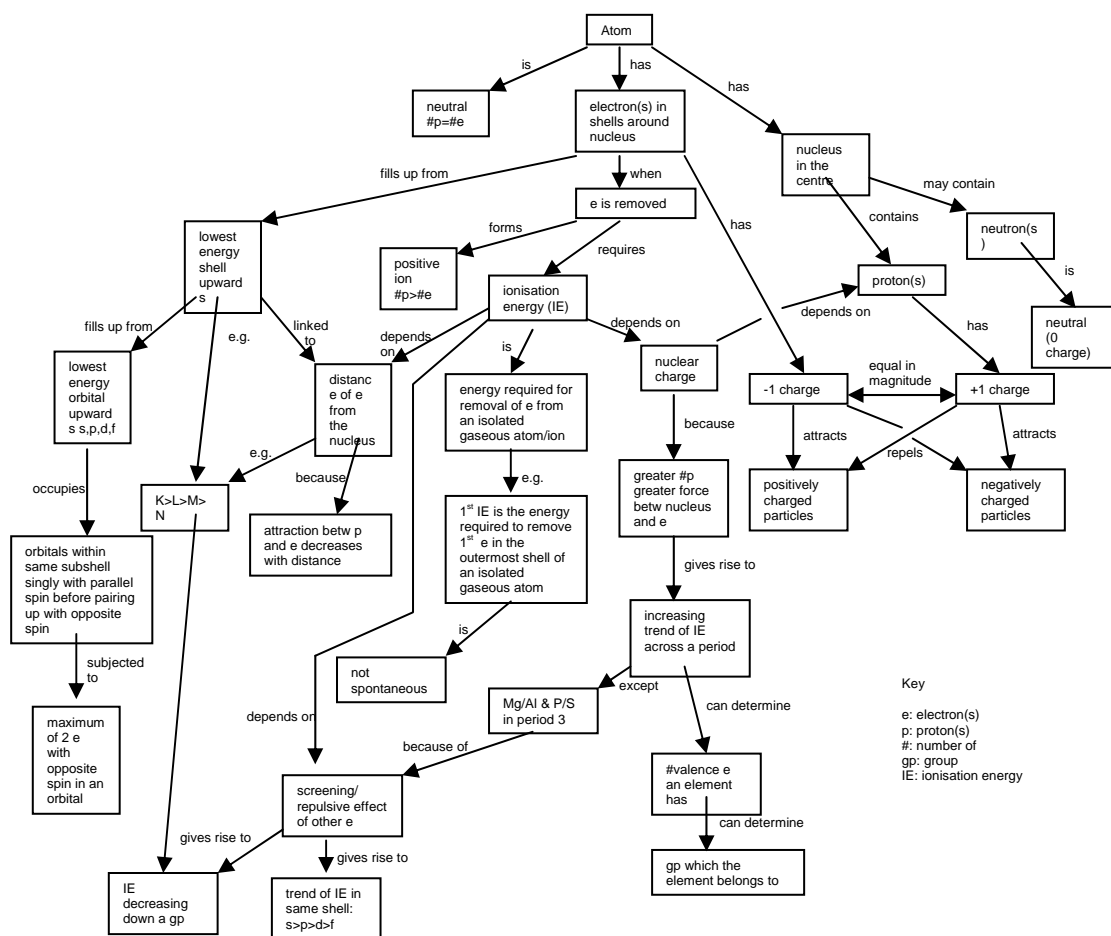 Atom
is
has
has
neutral
#p=#e
electron(s) in
shells around
nucleus
nucleus
in the
centre
fills up from
when
may contain
e is removed
has
contains
lowest
energy
shell
upward
s
forms
requires
neutron(s
)
positive
ion
#p>#e
ionisation
energy (IE)
proton(s)
is
fills up from
e.g.
linked
to
depends
on
depends on
depends on
has
neutral
(0
charge)
is
lowest
energy
orbital
upward
s s,p,d,f
distanc
e of e
from
the
nucleus
energy required for
removal of e from
an isolated
gaseous atom/ion
nuclear
charge
-1 charge
equal in
magnitude
+1 charge
because
attracts
repels
attracts
e.g.
because
e.g.
occupies
K>L>M>
N
greater #p
greater force
betw nucleus
and e
positively
charged
particles
negatively
charged
particles
attraction betw p
and e decreases
with distance
1st IE is the energy
required to remove
1st e in the
outermost shell of
an isolated
gaseous atom
orbitals within
same subshell
singly with parallel
spin before pairing
up with opposite
spin
gives rise to
increasing
trend of IE
across a period
is
not
spontaneous
subjected
to
except
Mg/Al & P/S
in period 3
can determine
Key
e: electron(s)
p: proton(s)
#: number of
gp: group
IE: ionisation energy
maximum
of 2 e
with
opposite
spin in an
orbital
depends on
because of
#valence e
an element
has
screening/
repulsive effect
of other e
can determine
gives rise to
gives rise to
gp which the
element belongs to
IE
decreasing
down a gp
trend of IE in
same shell:
s>p>d>f